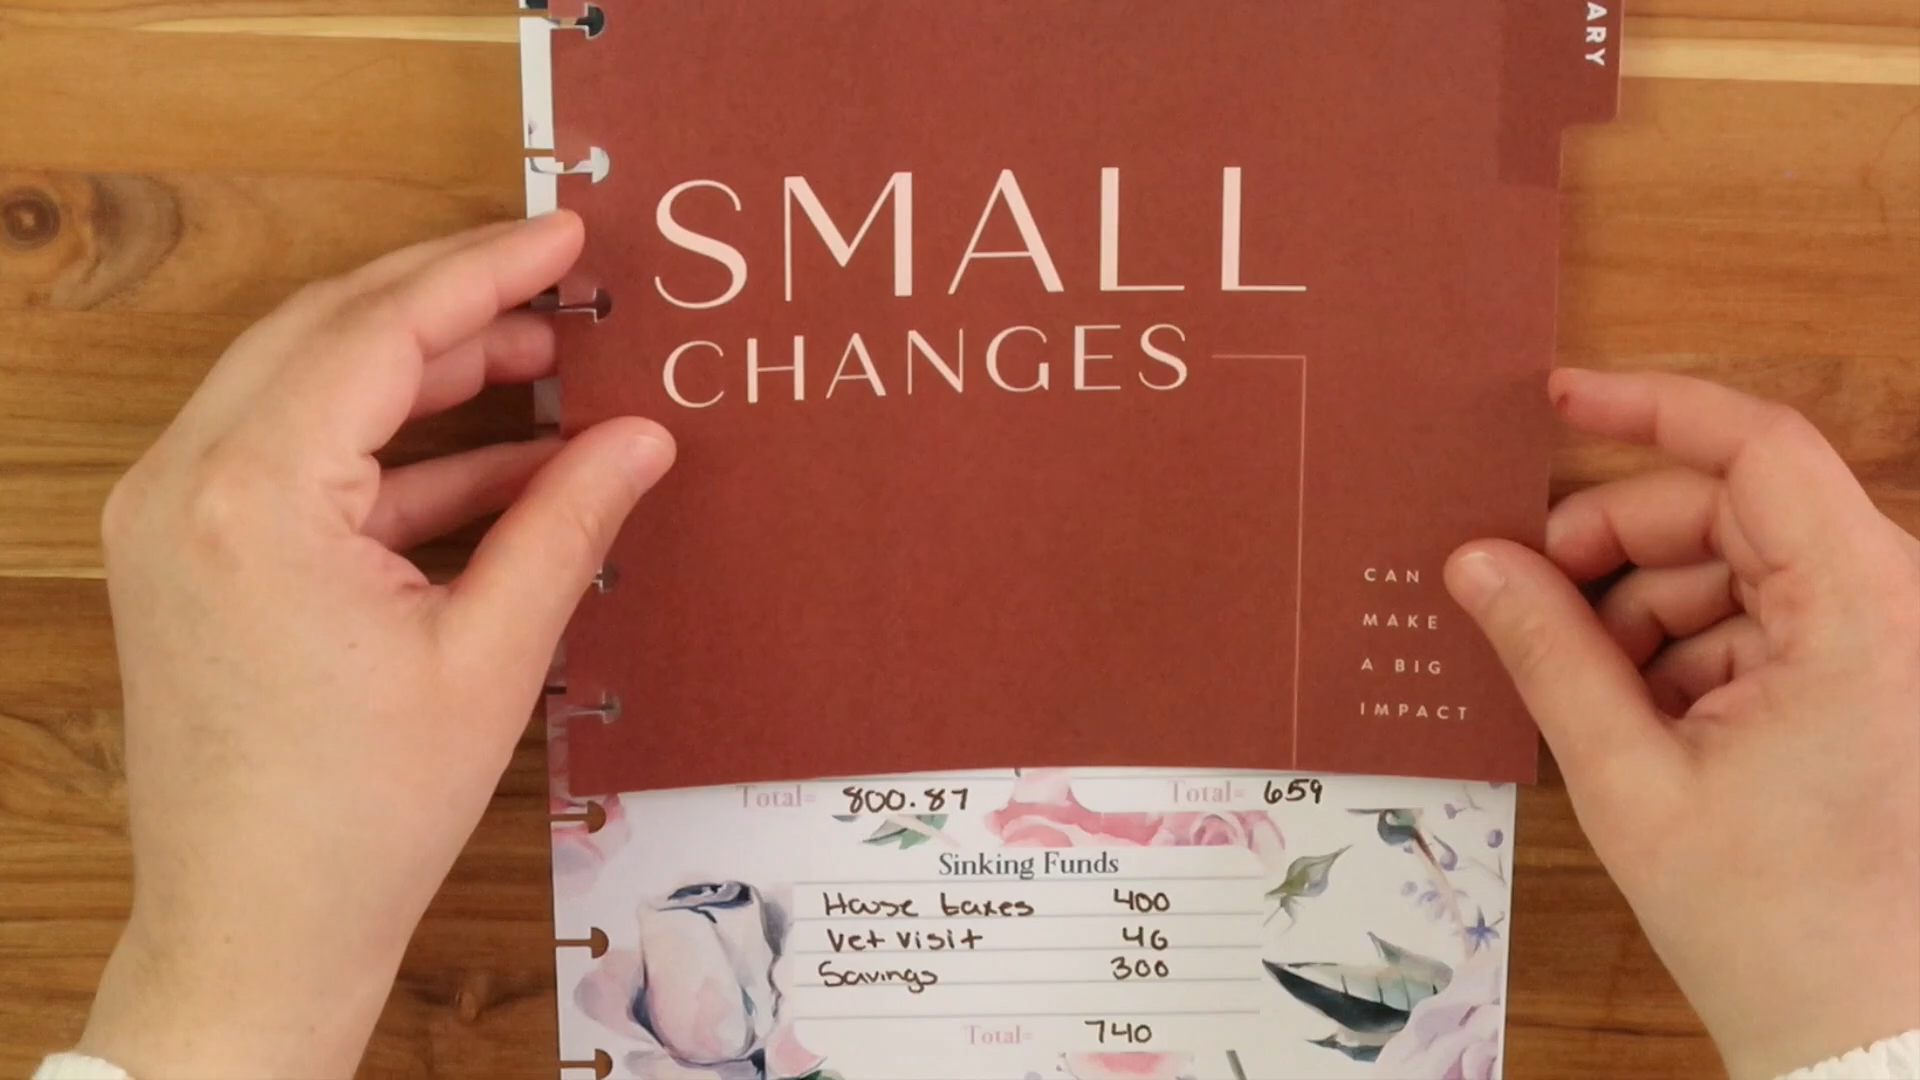 ARY
SMALL
CHANGES
CAN
MAKE
A BIG
IMPACT
Total= 800.87
Total= 659
Sinking Funds
House taxes 400
Vet visit 40
Savings 300
Total= 740